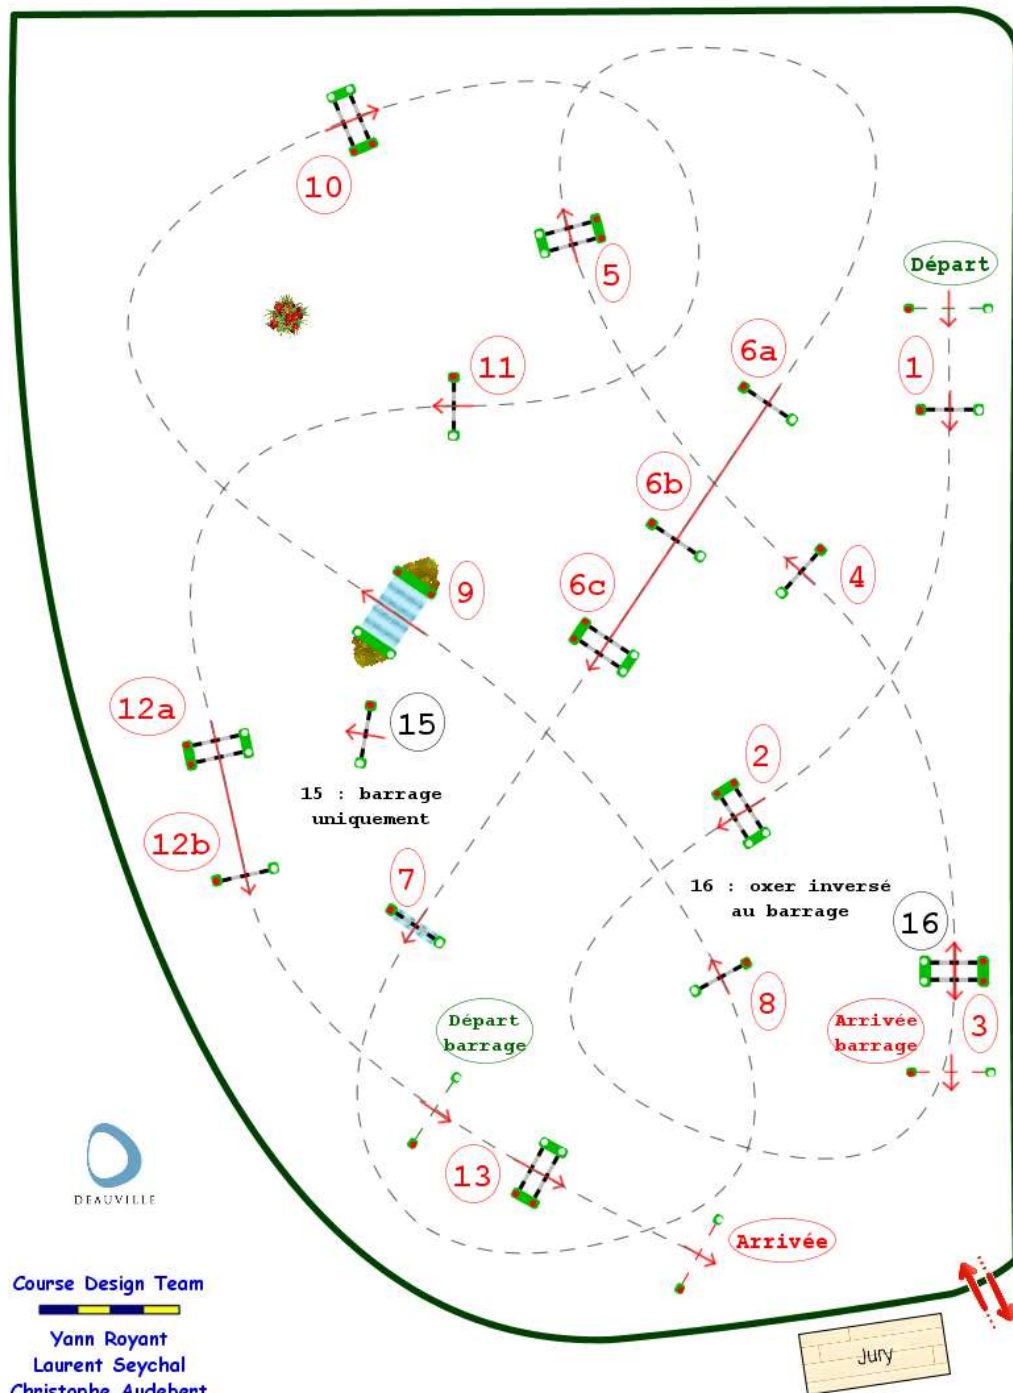 10
5
Départ
6a
1
11
6b
4
6c
9
12a
15
2
15 : barrage
uniquement
12b
7
16 : oxer inversé
au barrage
16
8
Départ
barrage
Arrivée
barrage
3
13
DEAUVILLE
Arrivée
Course Design Team
Yann Royant
Laurent Seychal
Christophe Audebert
Jury